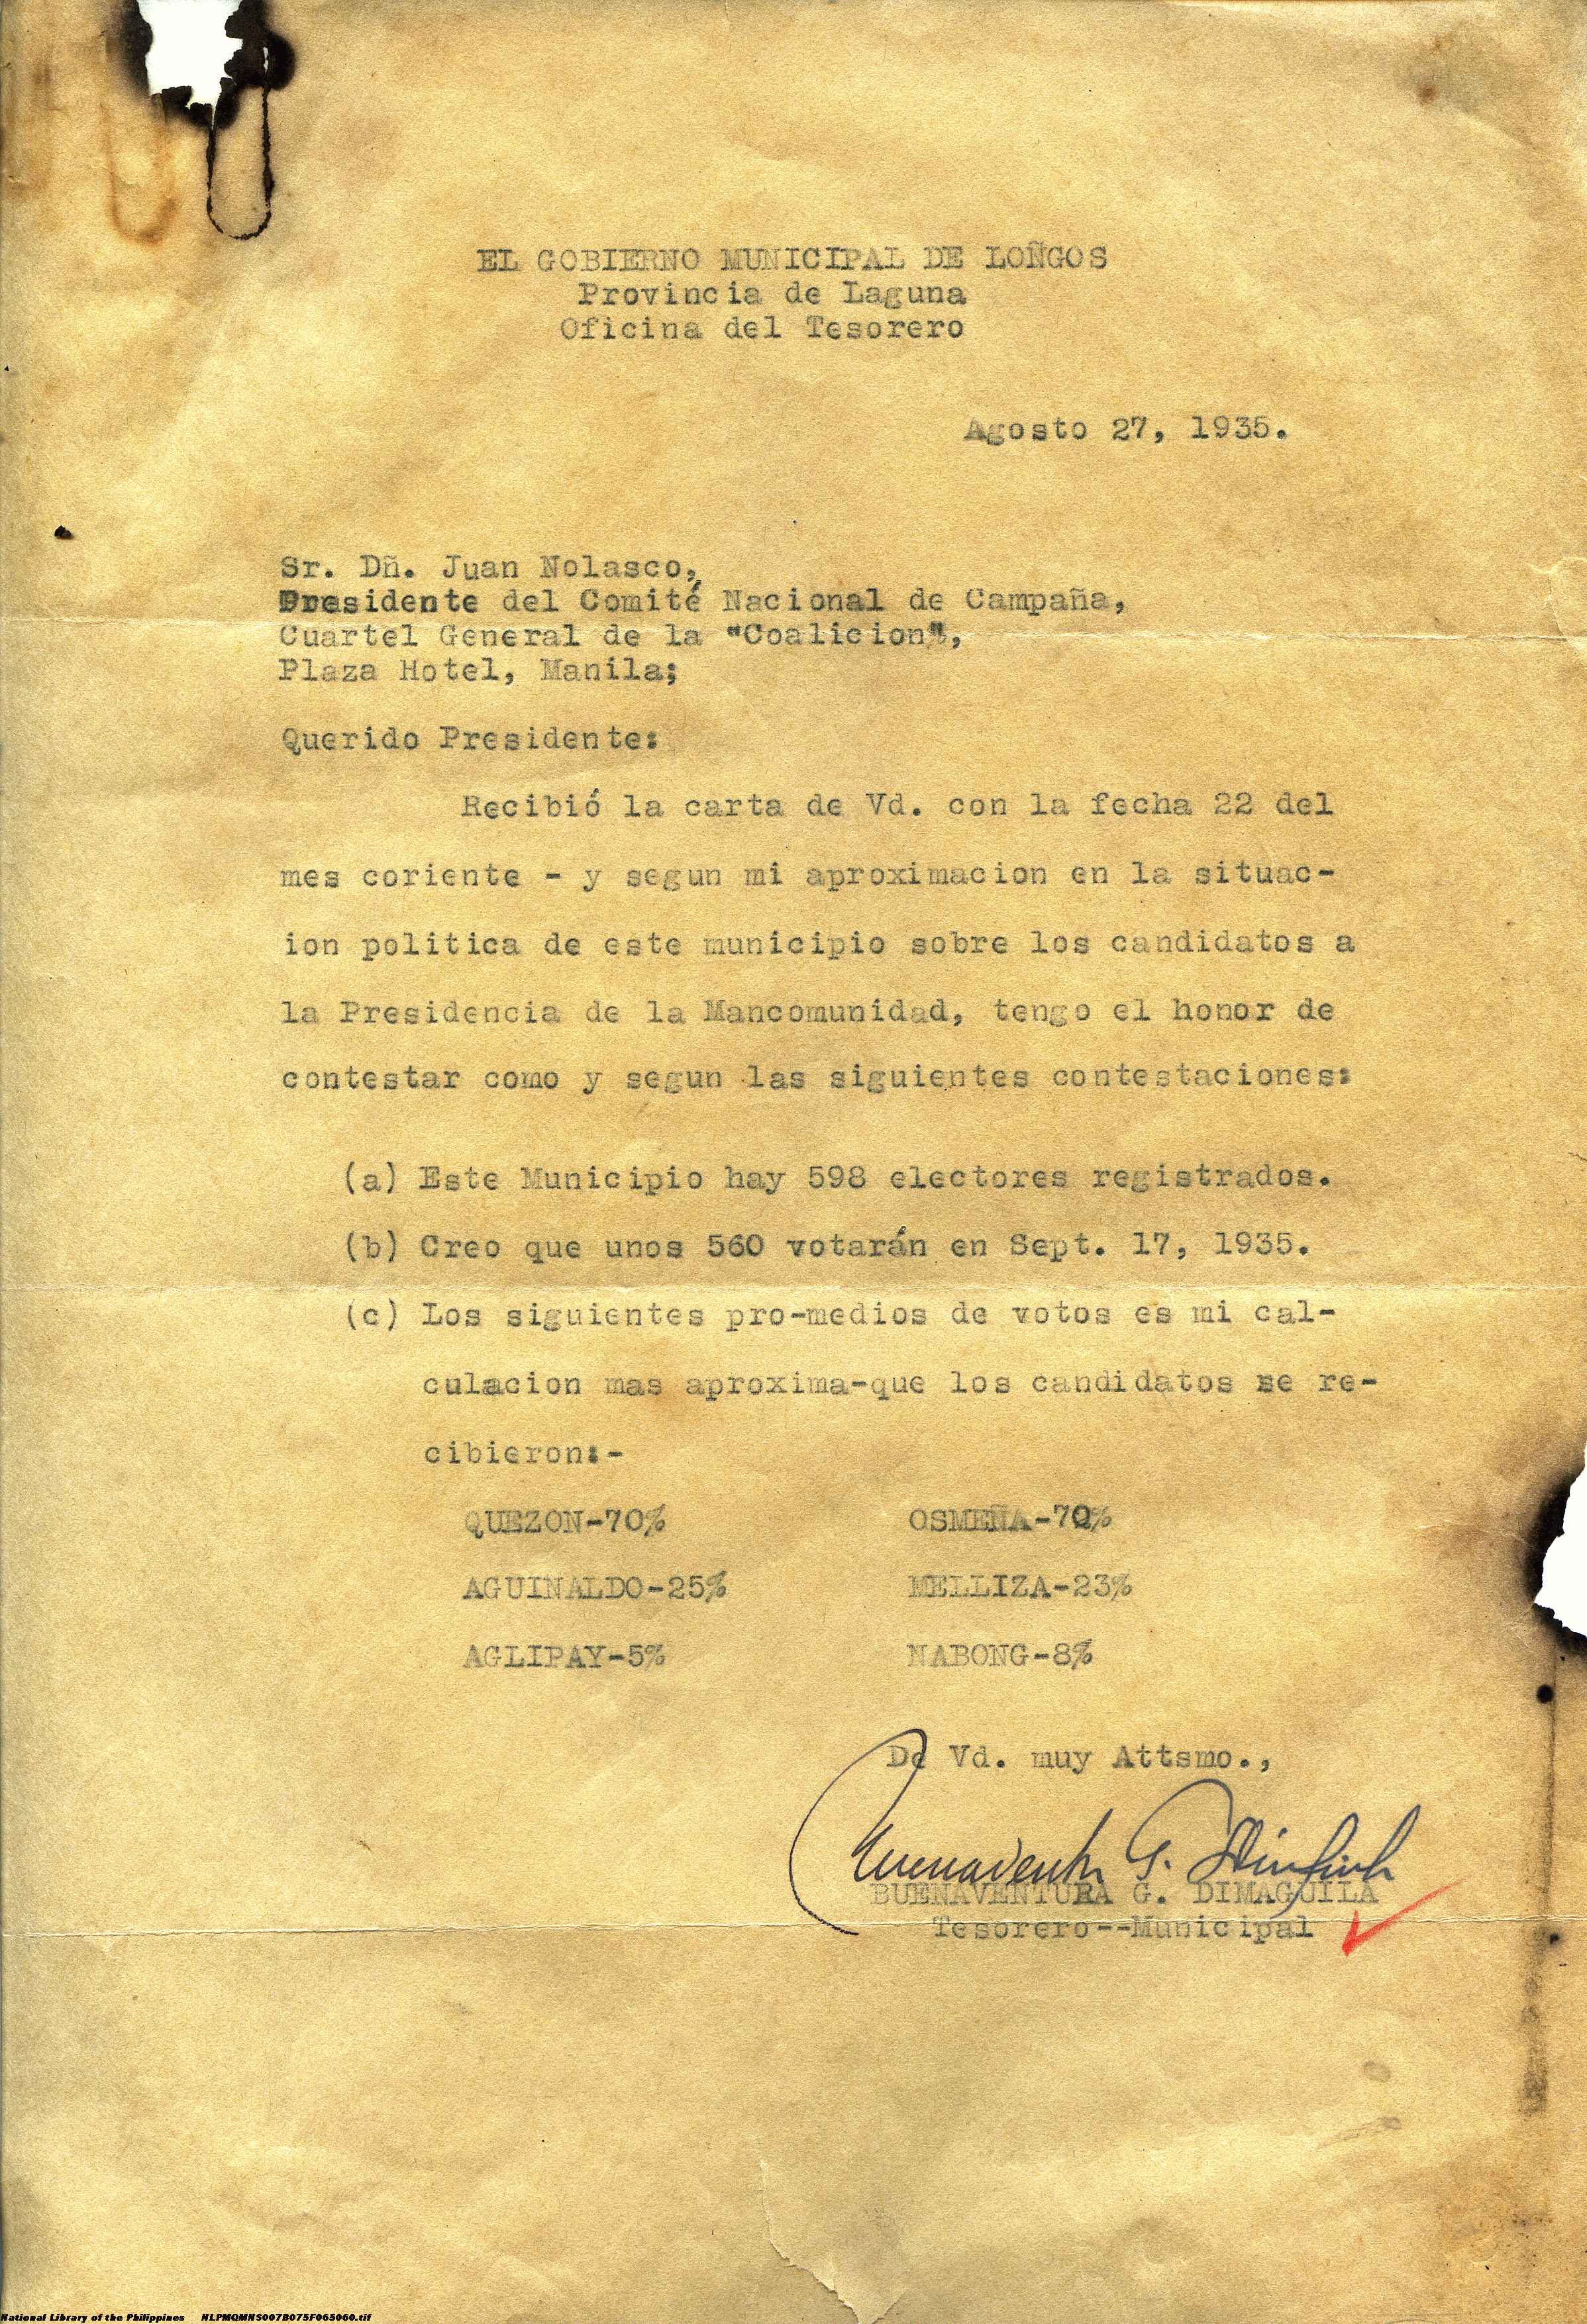 EL GOBIERNO MUNICIPAL DE LOÑGOS
Provincia de Laguna
Oficina del Tesorero
Agosto 27, 1935.
Sr. Dñ. Juan Nolasco,
Presidente del Comité Nacional de Campaña,
Cuartel General de la "Coalicion",
Plaza Hotel, Manila;
Querido Presidente:
Recibió la carta de Vd. con la fecha 22 del
mes coriente - y segun mi aproximacion en la situac-
ion politica de este municipio sobre los candidatos a
la Presidencia de la Mancomunidad, tengo el honor de
contestar como y segun las siguientes contestaciones:
(a) Este Municipio hay 598 electores registrados.
(b) Creo que unos 560 votarán en Sept. 17, 1935.
(c) Los siguientes pro-medios de votos es mi cal-
culacion mas aproxima-que los candidatos se re-
cibieron:-
QUEZON-70% OSMEÑA-70%
AGUINALDO-25% MELLIZA-23%
AGLIPAY-5% NABONG-8%
De Vd. muy Attsmo.,
Buenaventura G. Dimaguila
BUENAVENTURA G. DIMAGUILA
Tesorero--Municipal
National Library of the Philippines NLPMQMNS007B075F065060.tif